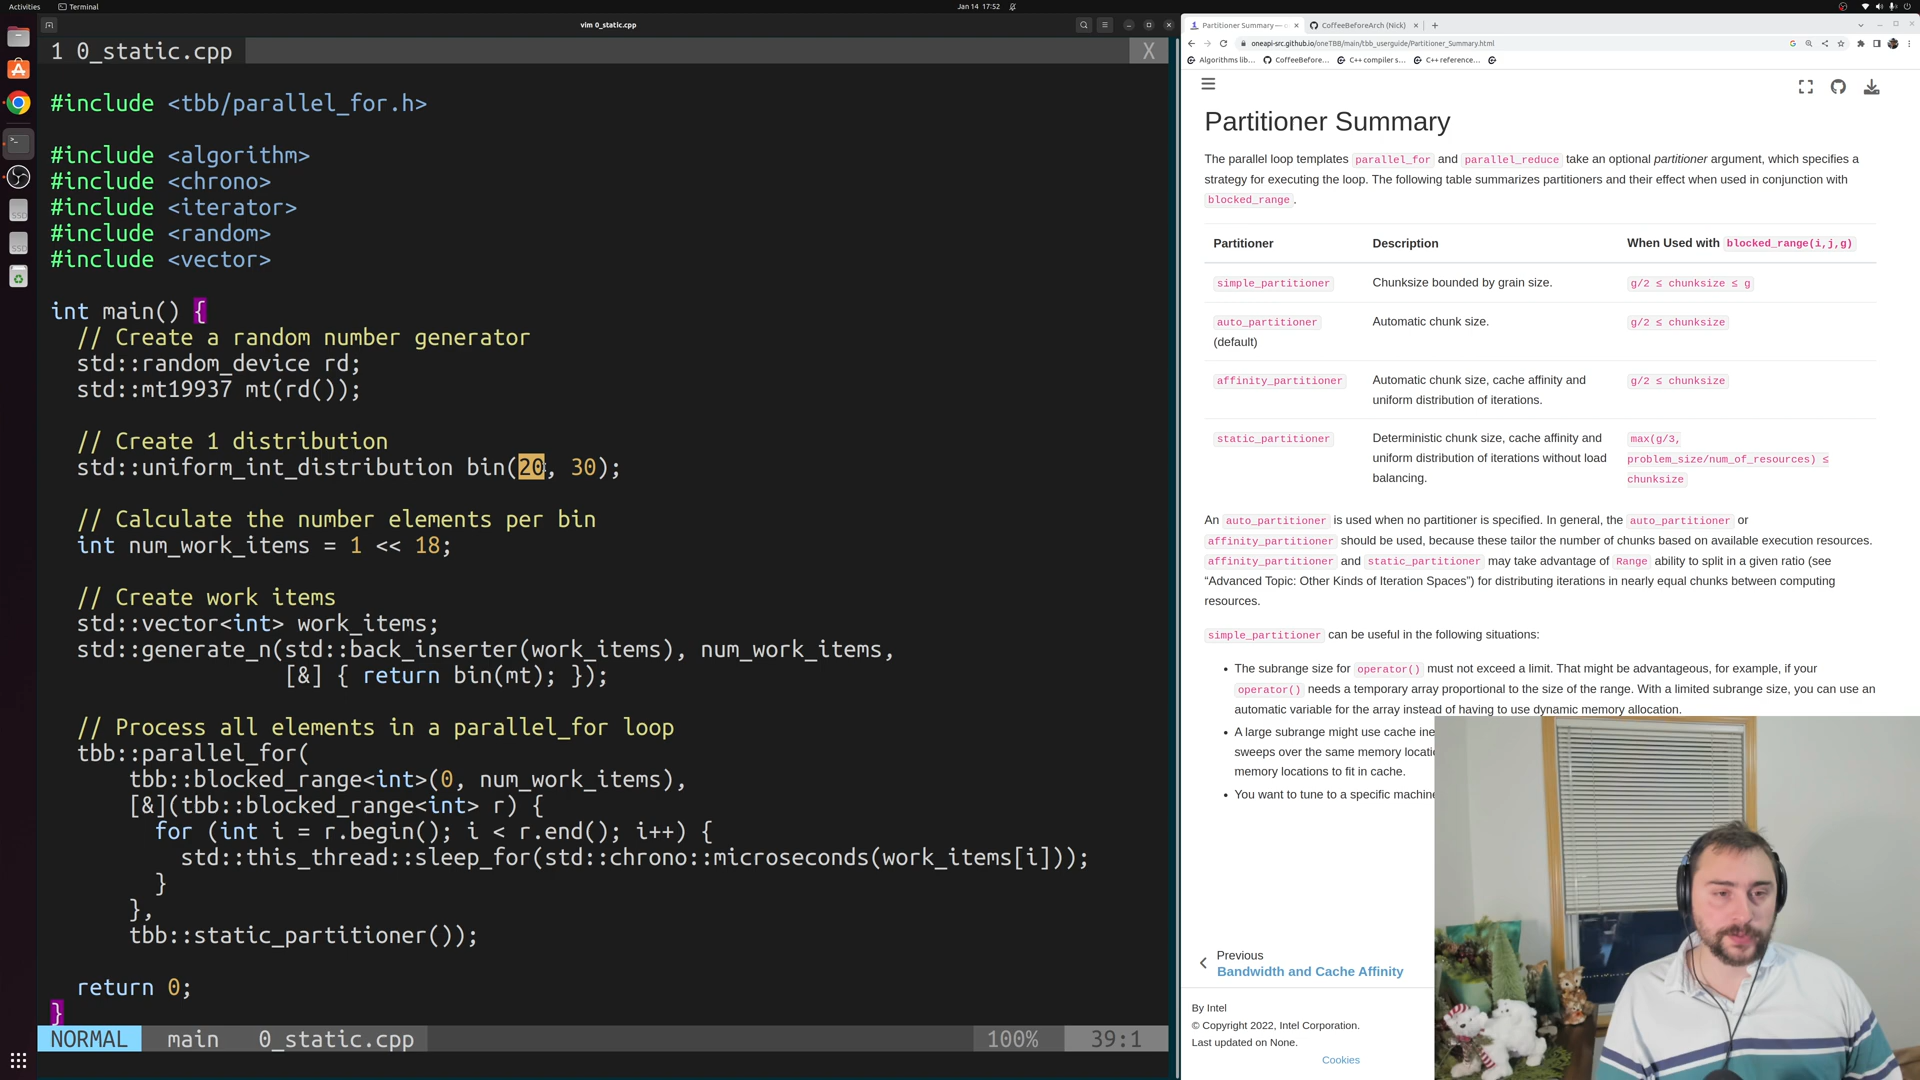 Activities
Terminal
Jan 14 17:52
vim 0_static.cpp
1 0_static.cpp
X
#include <tbb/parallel_for.h>
#include <algorithm>
#include <chrono>
#include <iterator>
#include <random>
#include <vector>
int main() {
// Create a random number generator
std::random_device rd;
std::mt19937 mt(rd());
// Create 1 distribution
std::uniform_int_distribution bin(20, 30);
// Calculate the number elements per bin
int num_work_items = 1 << 18;
// Create work items
std::vector<int> work_items;
std::generate_n(std::back_inserter(work_items), num_work_items,
[&] { return bin(mt); });
// Process all elements in a parallel_for loop
tbb::parallel_for(
tbb::blocked_range<int>(0, num_work_items),
[&](tbb::blocked_range<int> r) {
for (int i = r.begin(); i < r.end(); i++) {
std::this_thread::sleep_for(std::chrono::microseconds(work_items[i]));
}
},
tbb::static_partitioner());
return 0;
}
NORMAL main 0_static.cpp 100% 39:1
Partitioner Summary —
CoffeeBeforeArch (Nick)
oneapi-src.github.io/oneTBB/main/tbb_userguide/Partitioner_Summary.html
Algorithms lib...
CoffeeBefore...
C++ compiler s...
C++ reference...
Partitioner Summary
The parallel loop templates parallel_for and parallel_reduce take an optional partitioner argument, which specifies a
strategy for executing the loop. The following table summarizes partitioners and their effect when used in conjunction with
blocked_range.
Partitioner Description When Used with blocked_range(i,j,g)
simple_partitioner Chunksize bounded by grain size. g/2 ≤ chunksize ≤ g
auto_partitioner Automatic chunk size. g/2 ≤ chunksize
(default)
affinity_partitioner Automatic chunk size, cache affinity and g/2 ≤ chunksize
uniform distribution of iterations.
static_partitioner Deterministic chunk size, cache affinity and max(g/3,
uniform distribution of iterations without load problem_size/num_of_resources) ≤
balancing. chunksize
An auto_partitioner is used when no partitioner is specified. In general, the auto_partitioner or
affinity_partitioner should be used, because these tailor the number of chunks based on available execution resources.
affinity_partitioner and static_partitioner may take advantage of Range ability to split in a given ratio (see
“Advanced Topic: Other Kinds of Iteration Spaces”) for distributing iterations in nearly equal chunks between computing
resources.
simple_partitioner can be useful in the following situations:
The subrange size for operator() must not exceed a limit. That might be advantageous, for example, if your
operator() needs a temporary array proportional to the size of the range. With a limited subrange size, you can use an
automatic variable for the array instead of having to use dynamic memory allocation.
A large subrange might use cache ine
sweeps over the same memory locati
memory locations to fit in cache.
You want to tune to a specific machine
Previous
Bandwidth and Cache Affinity
By Intel
© Copyright 2022, Intel Corporation.
Last updated on None.
Cookies